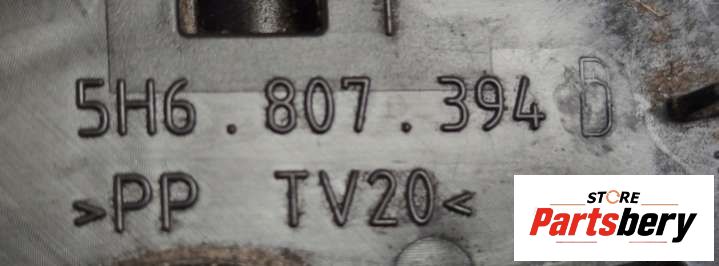 5H6.807.394 D
>PP TV20<
STORE
Partsbery